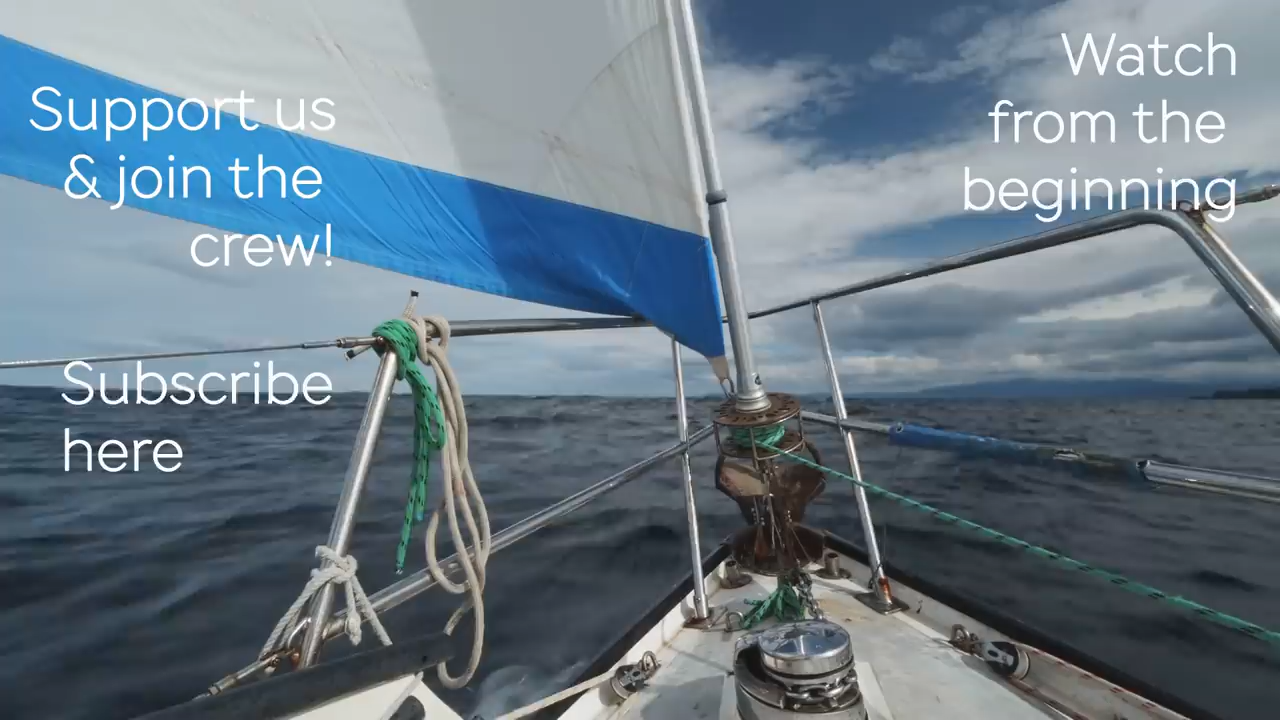 Support us
& join the
crew!
Watch
from the
beginning
Subscribe
here